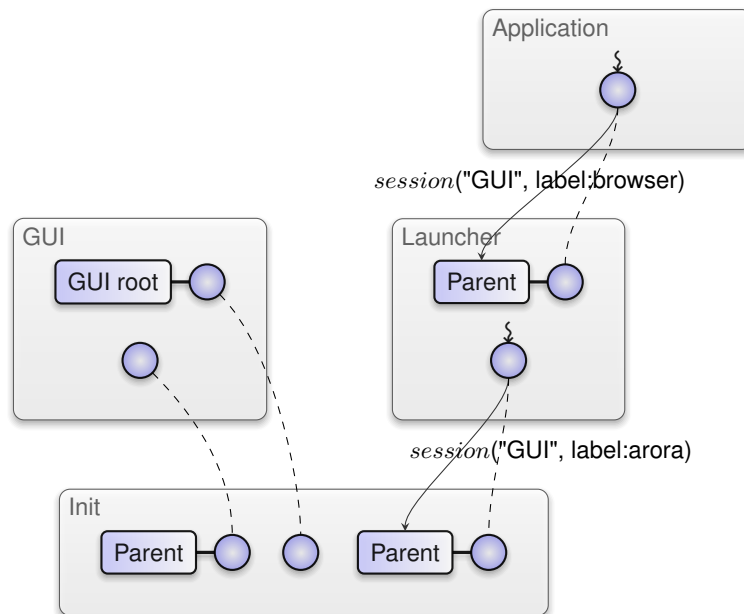 Application
session("GUI", label:browser)
GUI
Launcher
GUI root
Parent
session("GUI", label:arora)
Init
Parent
Parent